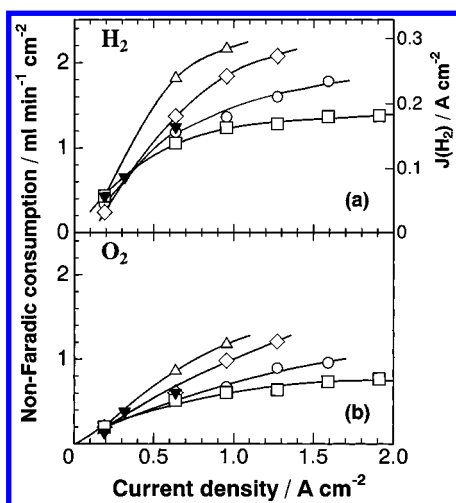 H2
2
1
0
0.3
0.2
0.1
0
(a)
Non-Faradic consumption / ml min⁻¹ cm⁻²
J(H2) / A cm⁻²
O2
2
1
0
(b)
0 0.5 1.0 1.5 2.0
Current density / A cm⁻²